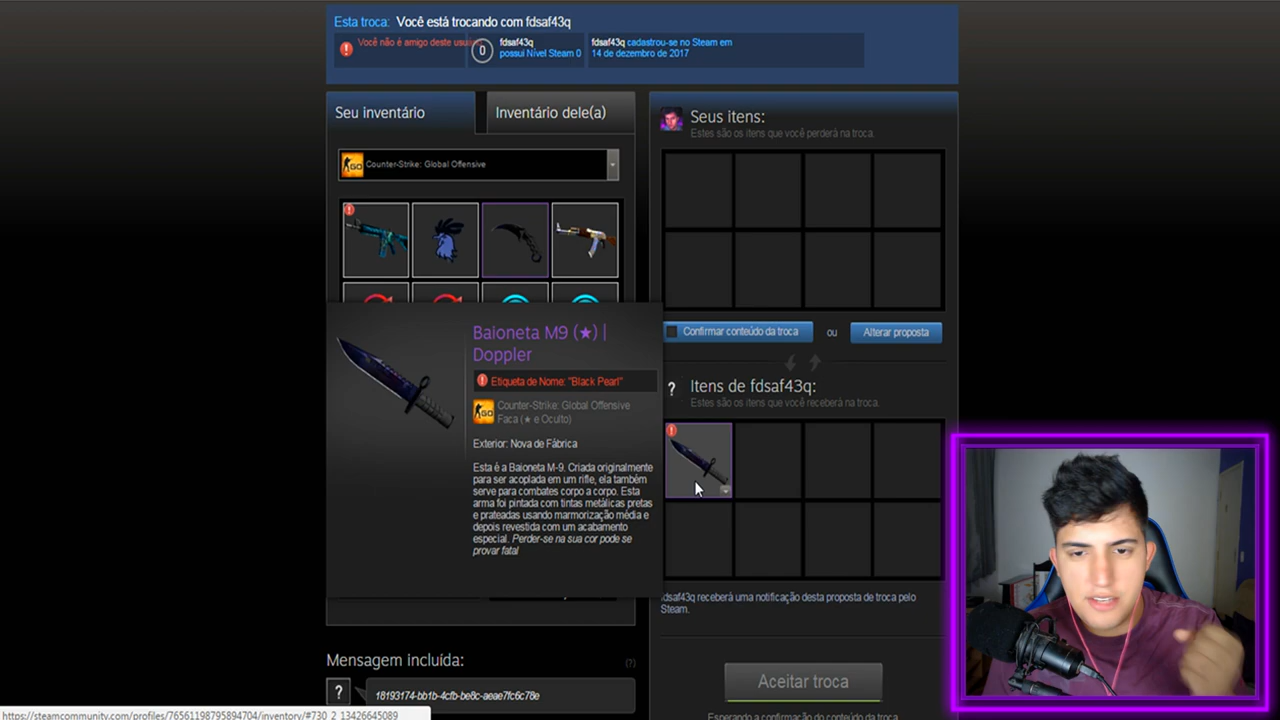 Esta troca: Você está trocando com fdsaf43q
Você não é amigo deste
0
fdsaf43q
possui Nível Steam 0
fdsaf43q cadastrou-se no Steam em
14 de dezembro de 2017
Seu inventário
Inventário dele(a)
GO
Counter-Strike: Global Offensive
Baioneta M9 (★) |
Doppler
Etiqueta de Nome: "Black Pearl"
GO
Counter-Strike: Global Offensive
Faca (★ e Oculto)
Exterior: Nova de Fábrica
Esta é a Baioneta M-9. Criada originalmente
para ser acoplada em um rifle, ela também
serve para combates corpo a corpo. Esta
arma foi pintada com tintas metálicas pretas
e prateadas usando marmorização média e
depois revestida com um acabamento
especial. Perder-se na sua cor pode se
provar fatal
Mensagem incluída:
(?)
?
18193174-bb1b-4cfb-be8c-aeae7fc6c78e
Seus itens:
Estes são os itens que você perderá na troca.
Confirmar conteúdo da troca
ou
Alterar proposta
?
Itens de fdsaf43q:
Estes são os itens que você receberá na troca.
fdsaf43q receberá uma notificação desta proposta de troca pelo
Steam.
Aceitar troca
Esperando a confirmação do conteúdo da troca
https://steamcommunity.com/profiles/76561198795894704/inventory/#730_2_13426645089